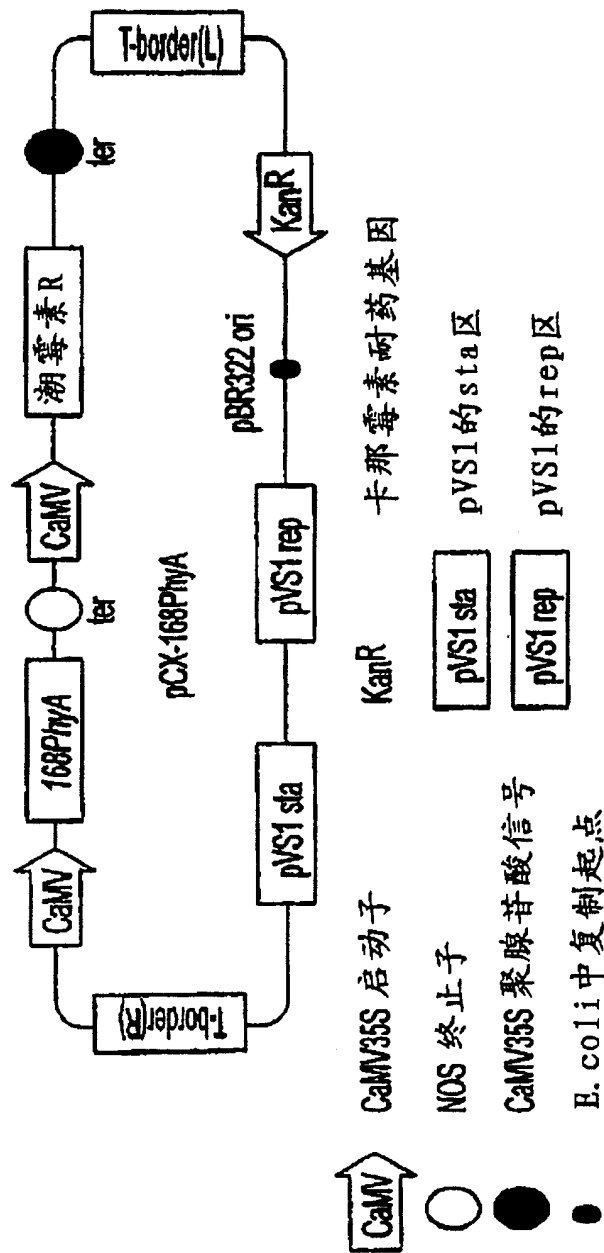 CaMV
168PhyA
ter
CaMV
潮霉素R
ter
T-border(L)
T-border(R)
pCX-168PhyA
pVS1 sta
pVS1 rep
pBR322 ori
KanR
CaMV
CaMV35S 启动子
NOS 终止子
CaMV35S 聚腺苷酸信号
E.coli中复制起点
KanR
卡那霉素耐药基因
pVS1 sta
pVS1的sta区
pVS1 rep
pVS1的rep区